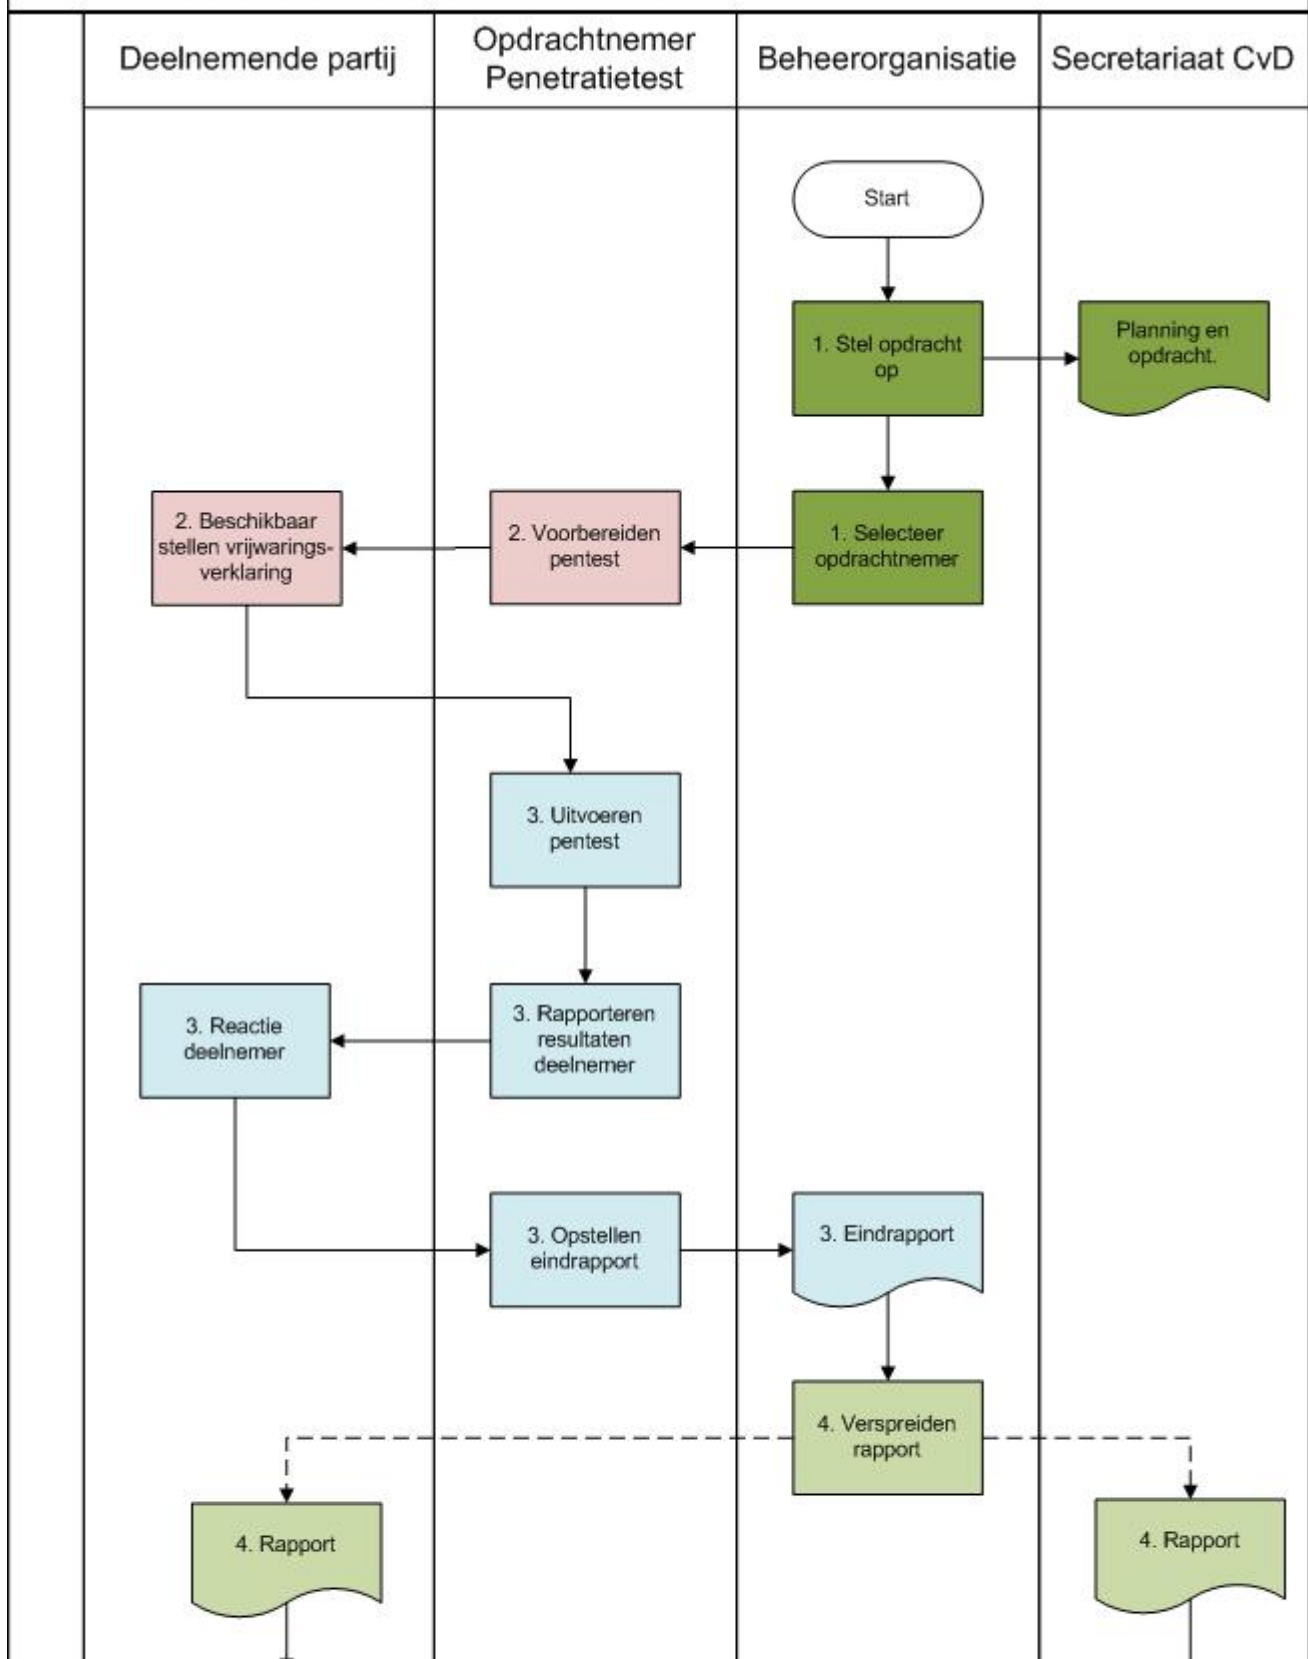 Deelnemende partij
Opdrachtnemer
Penetratietest
Beheerorganisatie
Secretariaat CvD
Start
1. Stel opdracht
op
Planning en
opdracht.
2. Beschikbaar
stellen vrijwarings-
verklaring
2. Voorbereiden
pentest
1. Selecteer
opdrachtnemer
3. Uitvoeren
pentest
3. Reactie
deelnemer
3. Rapporteren
resultaten
deelnemer
3. Opstellen
eindrapport
3. Eindrapport
4. Verspreiden
rapport
4. Rapport
4. Rapport